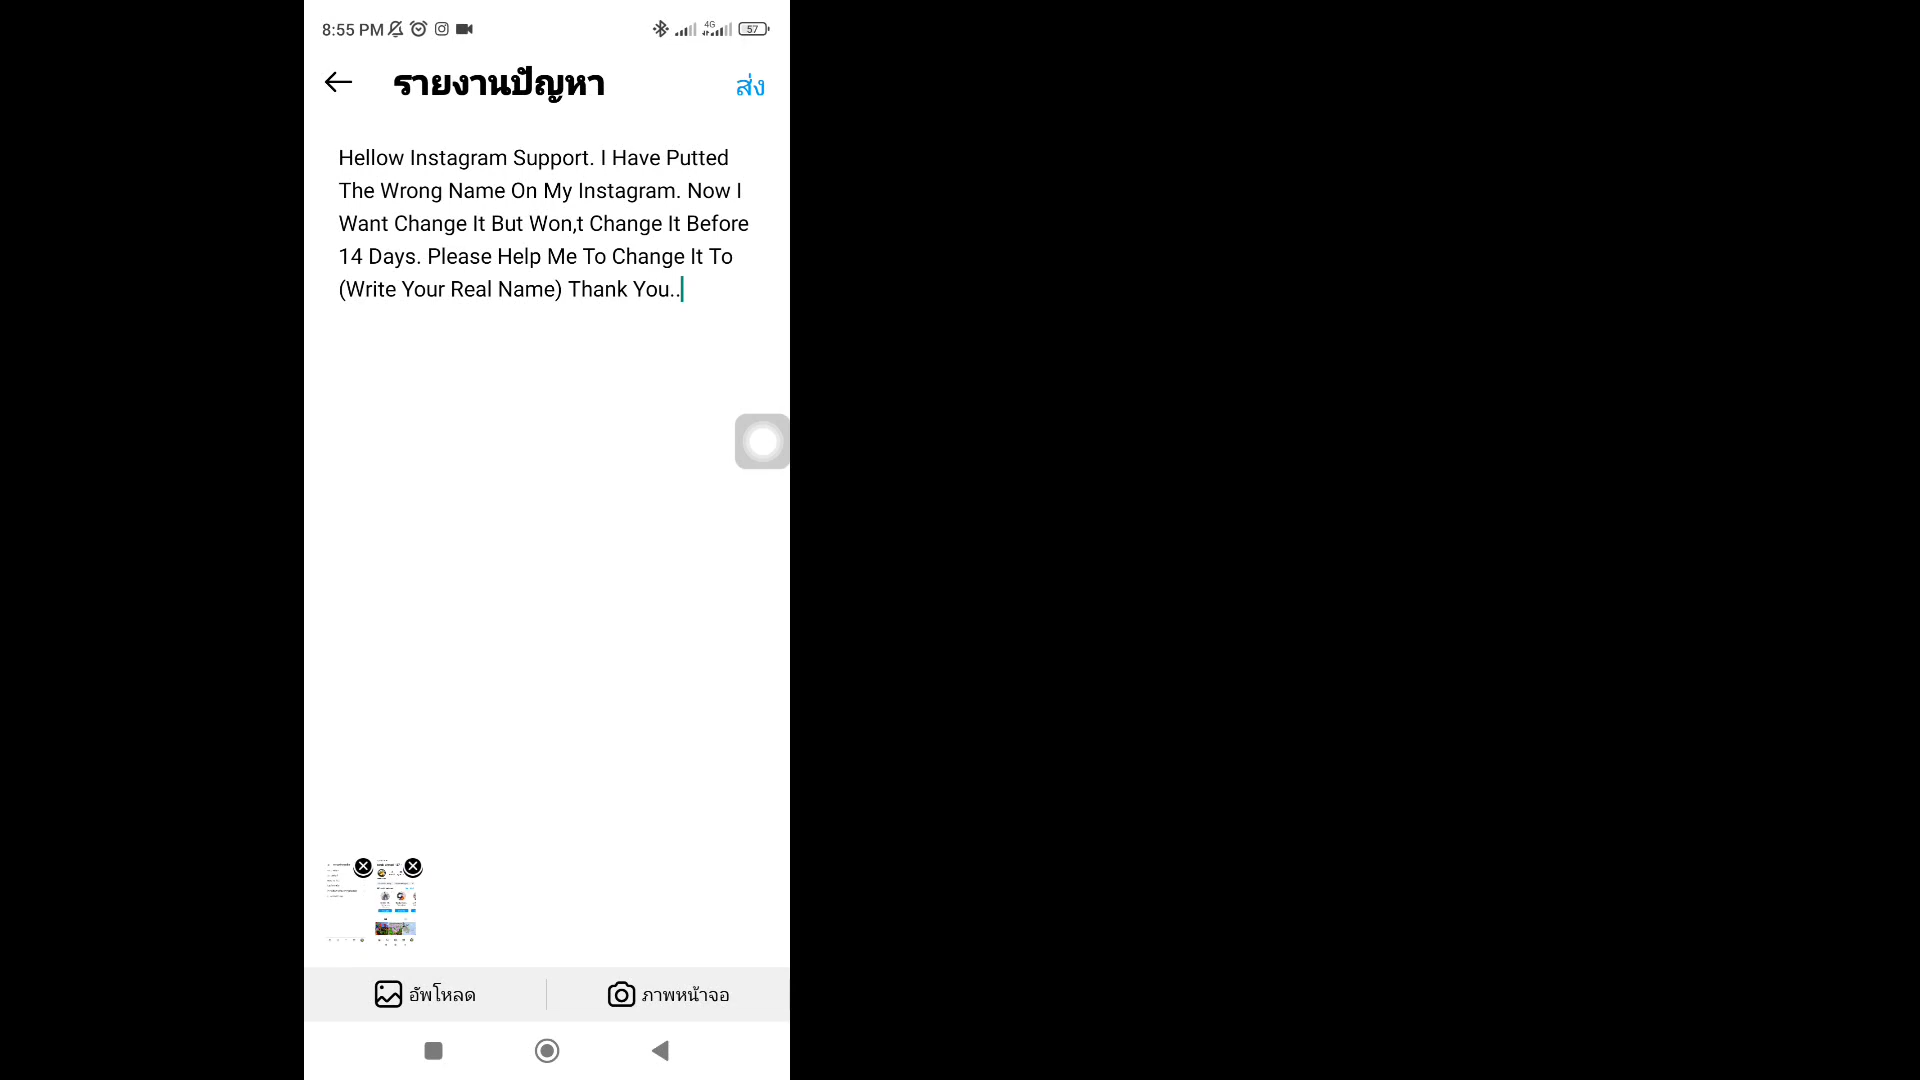 8:55 PM
4G
57
รายงานปัญหา
ส่ง
Hellow Instagram Support. I Have Putted
The Wrong Name On My Instagram. Now I
Want Change It But Won,t Change It Before
14 Days. Please Help Me To Change It To
(Write Your Real Name) Thank You..
อัพโหลด
ภาพหน้าจอ